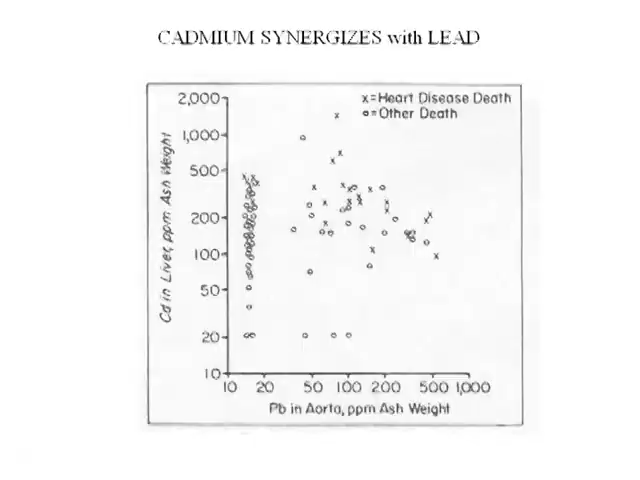 CADMIUM SYNERGIZES with LEAD
x=Heart Disease Death
o=Other Death
Cd in Liver, ppm Ash Weight
2,000
1,000
500
200
100
50
20
10
10 20 50 100 200 500 1,000
Pb in Aorta, ppm Ash Weight